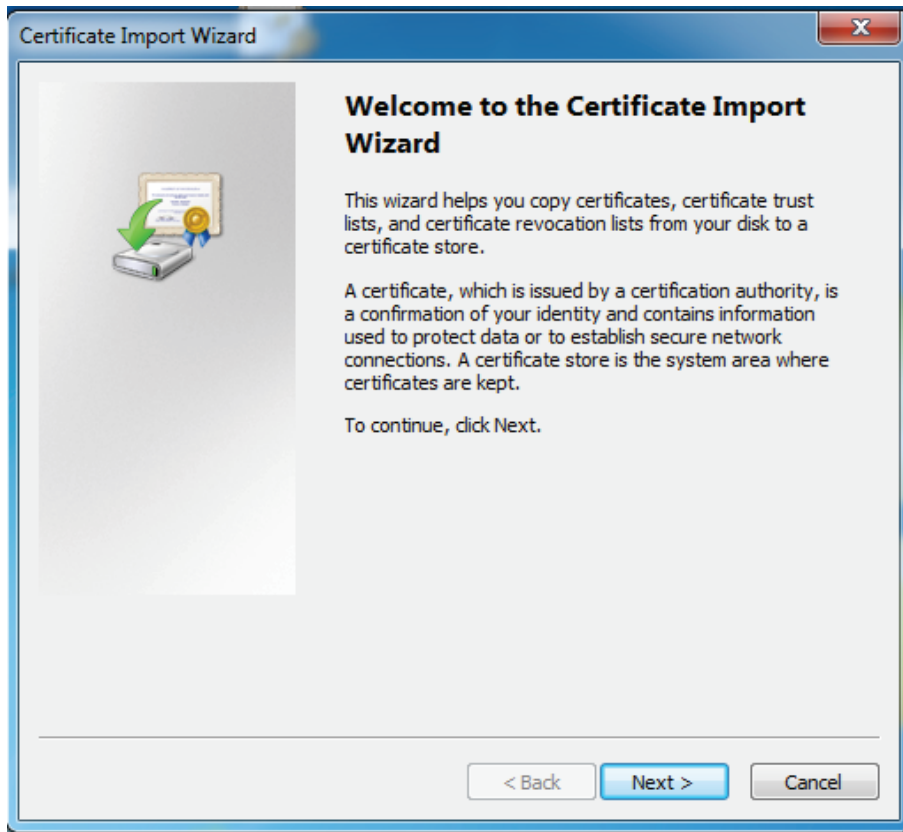 Certificate Import Wizard
X
Welcome to the Certificate Import
Wizard
This wizard helps you copy certificates, certificate trust
lists, and certificate revocation lists from your disk to a
certificate store.
A certificate, which is issued by a certification authority, is
a confirmation of your identity and contains information
used to protect data or to establish secure network
connections. A certificate store is the system area where
certificates are kept.
To continue, click Next.
< Back
Next >
Cancel